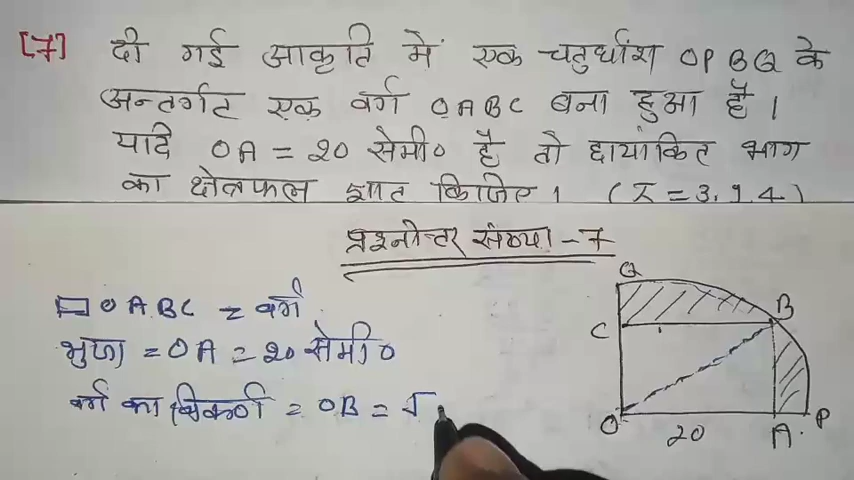 [7] दी गई आकृति में एक चतुर्थांश OPBQ के
अन्तर्गत एक वर्ग OABC बना हुआ है।
यदि OA = 20 सेमी० है तो छायांकित भाग
का क्षेत्रफल ज्ञात किजिए। (π = 3.14)
प्रश्नोत्तर संख्या - 7
□ OABC = वर्ग
भुजा = OA = 20 सेमी०
वर्ग का विकर्ण = OB = √
Q
B
C
O
20
A
P